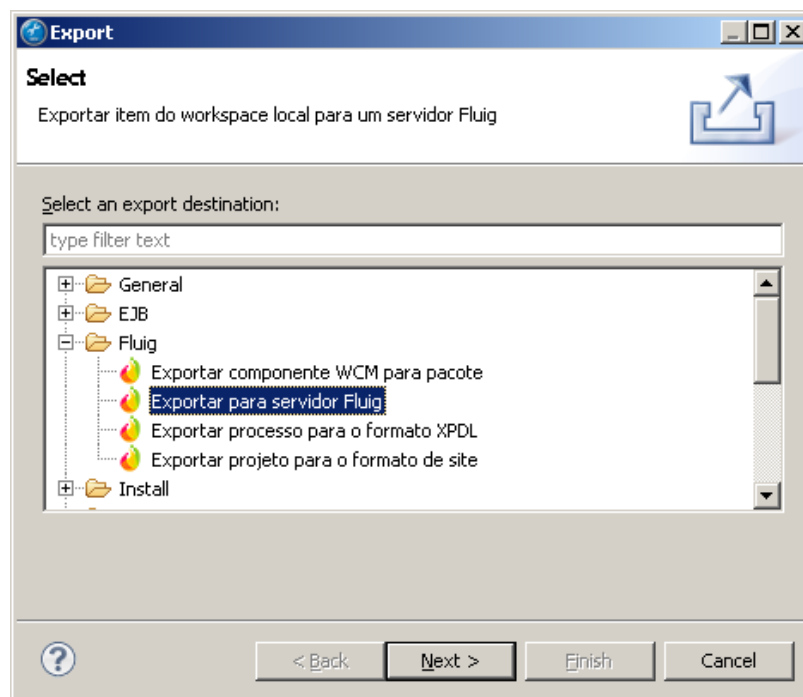 Export
Select
Exportar item do workspace local para um servidor Fluig
Select an export destination:
type filter text
General
EJB
Fluig
Exportar componente WCM para pacote
Exportar para servidor Fluig
Exportar processo para o formato XPDL
Exportar projeto para o formato de site
Install
?
< Back
Next >
Finish
Cancel